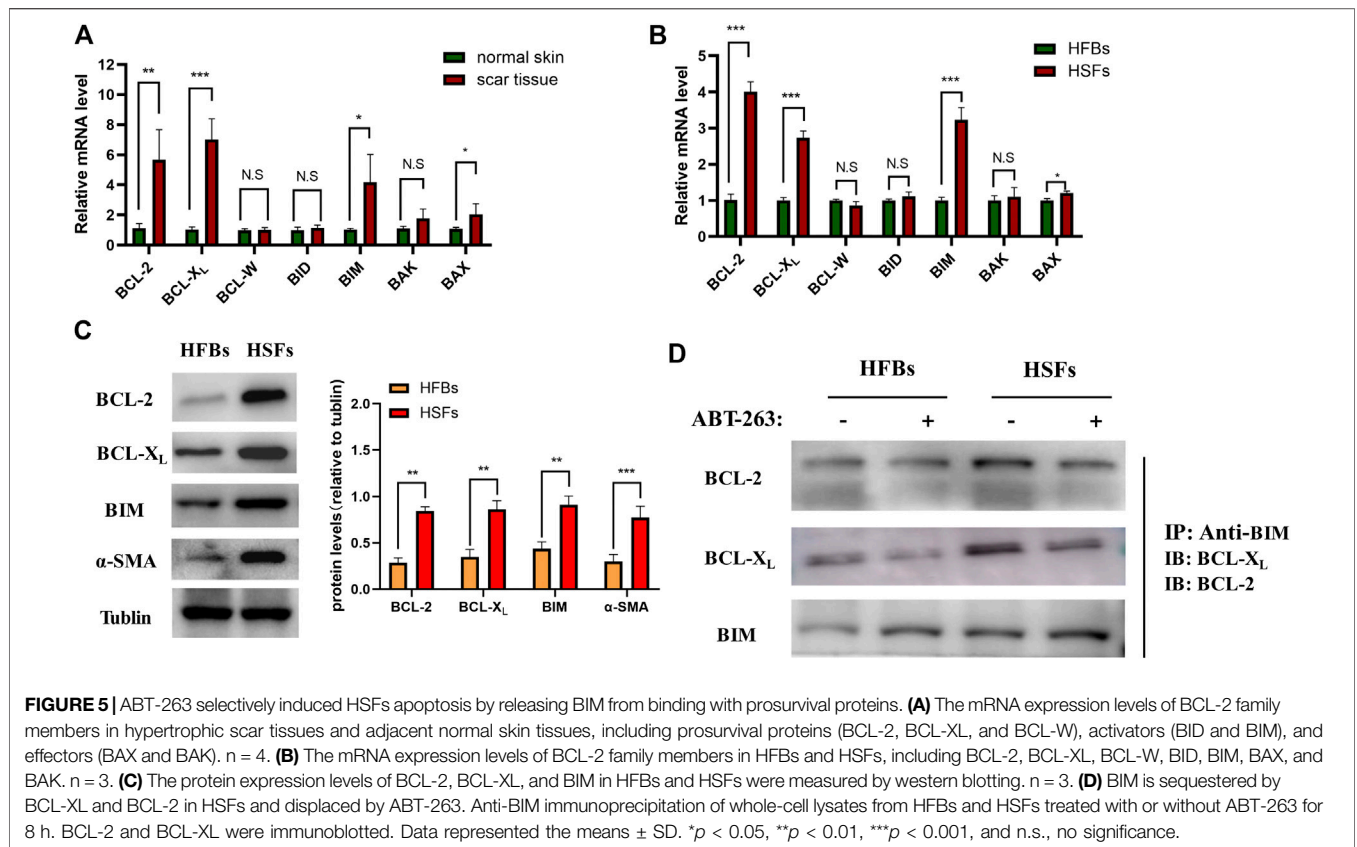 A
normal skin
scar tissue
Relative mRNA level
12
10
8
6
4
2
0
**
***
N.S
N.S
*
N.S
*
BCL-2
BCL-XL
BCL-W
BID
BIM
BAK
BAX
B
HFBs
HSFs
Relative mRNA level
5
4
3
2
1
0
***
***
N.S
N.S
***
N.S
*
BCL-2
BCL-XL
BCL-W
BID
BIM
BAK
BAX
C
HFBs HSFs
BCL-2
BCL-XL
BIM
α-SMA
Tublin
HFBs
HSFs
protein levels(relative to tublin)
2.0
1.5
1.0
0.5
0.0
**
**
**
***
BCL-2
BCL-XL
BIM
α-SMA
D
HFBs HSFs
ABT-263: - + - +
BCL-2
BCL-XL
BIM
IP: Anti-BIM
IB: BCL-XL
IB: BCL-2
FIGURE 5 | ABT-263 selectively induced HSFs apoptosis by releasing BIM from binding with prosurvival proteins. (A) The mRNA expression levels of BCL-2 family
members in hypertrophic scar tissues and adjacent normal skin tissues, including prosurvival proteins (BCL-2, BCL-XL, and BCL-W), activators (BID and BIM), and
effectors (BAX and BAK). n = 4. (B) The mRNA expression levels of BCL-2 family members in HFBs and HSFs, including BCL-2, BCL-XL, BCL-W, BID, BIM, BAX, and
BAK. n = 3. (C) The protein expression levels of BCL-2, BCL-XL, and BIM in HFBs and HSFs were measured by western blotting. n = 3. (D) BIM is sequestered by
BCL-XL and BCL-2 in HSFs and displaced by ABT-263. Anti-BIM immunoprecipitation of whole-cell lysates from HFBs and HSFs treated with or without ABT-263 for
8 h. BCL-2 and BCL-XL were immunoblotted. Data represented the means ± SD. *p < 0.05, **p < 0.01, ***p < 0.001, and n.s., no significance.